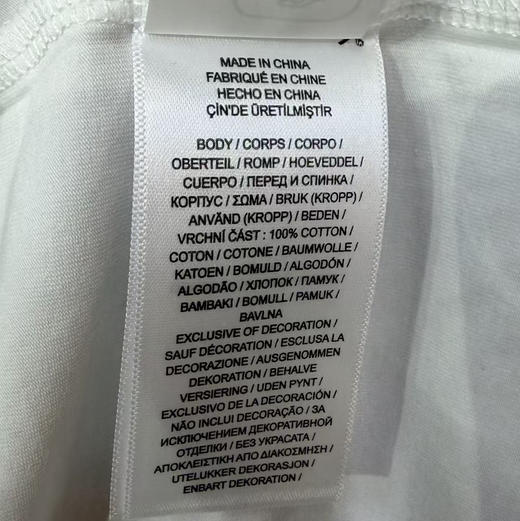 MADE IN CHINA
FABRIQUÉ EN CHINE
HECHO EN CHINA
ÇİN'DE ÜRETİLMİŞTİR
BODY / CORPS / CORPO /
OBERTEIL / ROMP / HOEVEDDEL /
CUERPO / ПЕРЕД И СПИНКА /
КОРПУС / ΣΩΜΑ / BRUK (KROPP) /
ANVÄND (KROPP) / BEDEN /
VRCHNÍ ČÁST : 100% COTTON /
COTON / COTONE / BAUMWOLLE /
KATOEN / BOMULD / ALGODÓN /
ALGODÃO / ХЛОПОК / ПАМУК /
ΒΑΜΒΑΚΙ / BOMULL / PAMUK /
BAVLNA
EXCLUSIVE OF DECORATION /
SAUF DÉCORATION / ESCLUSA LA
DECORAZIONE / AUSGENOMMEN
DEKORATION / BEHALVE
VERSIERING / UDEN PYNT /
EXCLUSIVO DE LA DECORACIÓN /
NÃO INCLUI DECORAÇÃO / ЗА
ИСКЛЮЧЕНИЕМ ДЕКОРАТИВНОЙ
ОТДЕЛКИ / БЕЗ УКРАСАТА /
ΑΠΟΚΛΕΙΣΤΙΚΗ ΑΠΟ ΔΙΑΚΟΣΜΗΣΗ /
UTELUKKER DEKORASJON /
ENBART DEKORATION /